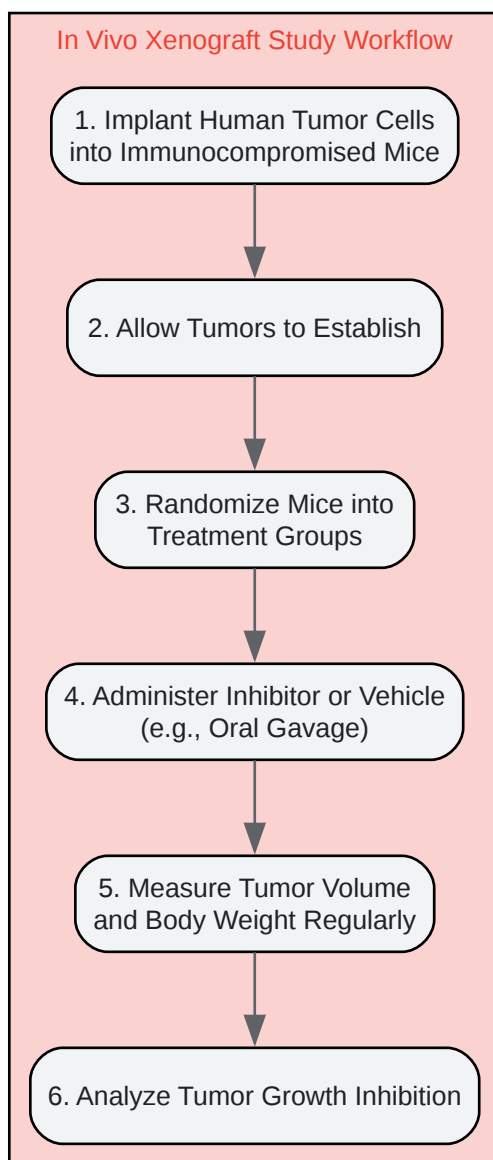 In Vivo Xenograft Study Workflow
1. Implant Human Tumor Cells
into Immunocompromised Mice
2. Allow Tumors to Establish
3. Randomize Mice into
Treatment Groups
4. Administer Inhibitor or Vehicle
(e.g., Oral Gavage)
5. Measure Tumor Volume
and Body Weight Regularly
6. Analyze Tumor Growth Inhibition